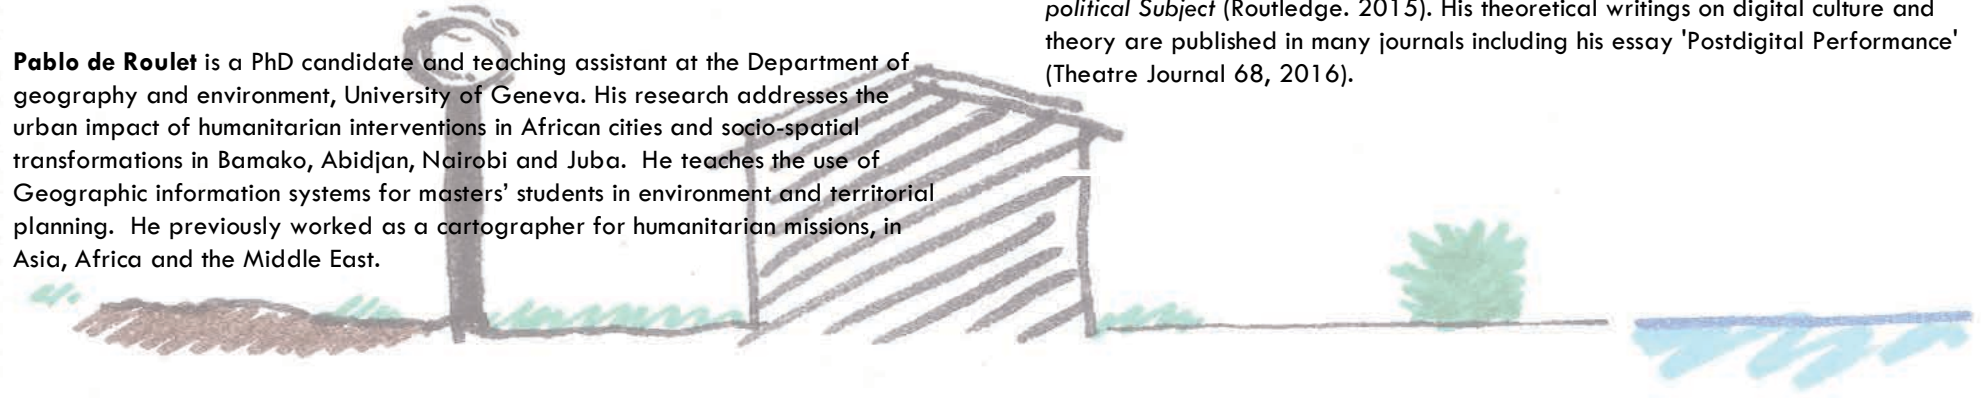 Pablo de Roulet is a PhD candidate and teaching assistant at the Department of
geography and environment, University of Geneva. His research addresses the
urban impact of humanitarian interventions in African cities and socio-spatial
transformations in Bamako, Abidjan, Nairobi and Juba.  He teaches the use of
Geographic information systems for masters’ students in environment and territorial
planning.  He previously worked as a cartographer for humanitarian missions, in
Asia, Africa and the Middle East.
political Subject (Routledge. 2015). His theoretical writings on digital culture and
theory are published in many journals including his essay 'Postdigital Performance'
(Theatre Journal 68, 2016).